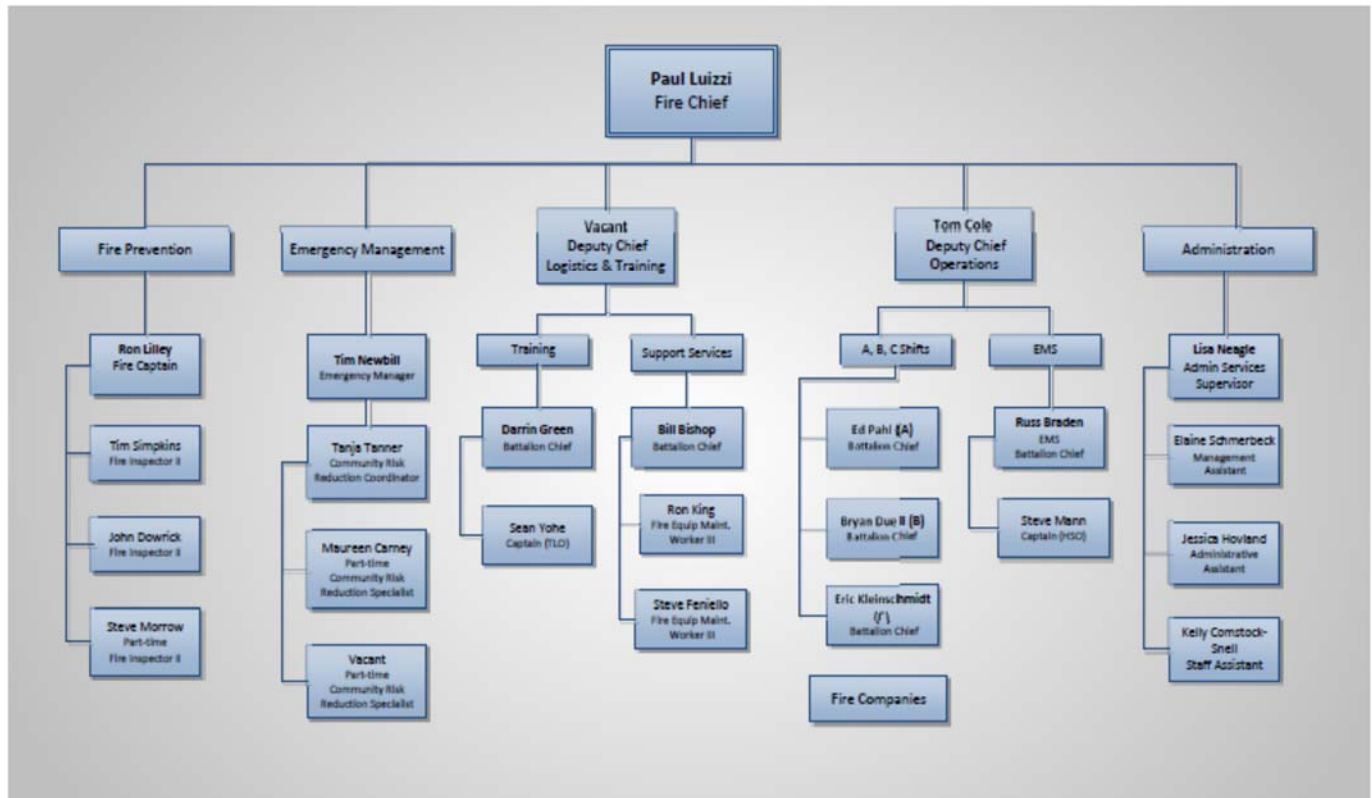 Paul Luizzi
Fire Chief
Fire Prevention
Emergency Management
Vacant
Deputy Chief
Logistics & Training
Tom Cole
Deputy Chief
Operations
Administration
Ron Lilley
Fire Captain
Tim Simpkins
Fire Inspector II
John Dowrick
Fire Inspector II
Steve Morrow
Part-time
Fire Inspector II
Tim Newbill
Emergency Manager
Tanja Tanner
Community Risk
Reduction Coordinator
Maureen Carney
Part-time
Community Risk
Reduction Specialist
Vacant
Part-time
Community Risk
Reduction Specialist
Training
Darrin Green
Battalion Chief
Sean Yohe
Captain (TLO)
Support Services
Bill Bishop
Battalion Chief
Ron King
Fire Equip Maint.
Worker III
Steve Feniello
Fire Equip Maint.
Worker III
A, B, C Shifts
Ed Pahl (A)
Battalion Chief
Bryan Duell (B)
Battalion Chief
Eric Kleinschmidt
Battalion Chief
Fire Companies
EMS
Russ Braden
EMS
Battalion Chief
Steve Mann
Captain (HSO)
Lisa Neagle
Admin Services
Supervisor
Elaine Schmerbeck
Management
Assistant
Jessica Hovland
Administrative
Assistant
Kelly Comstock-
Snell
Staff Assistant